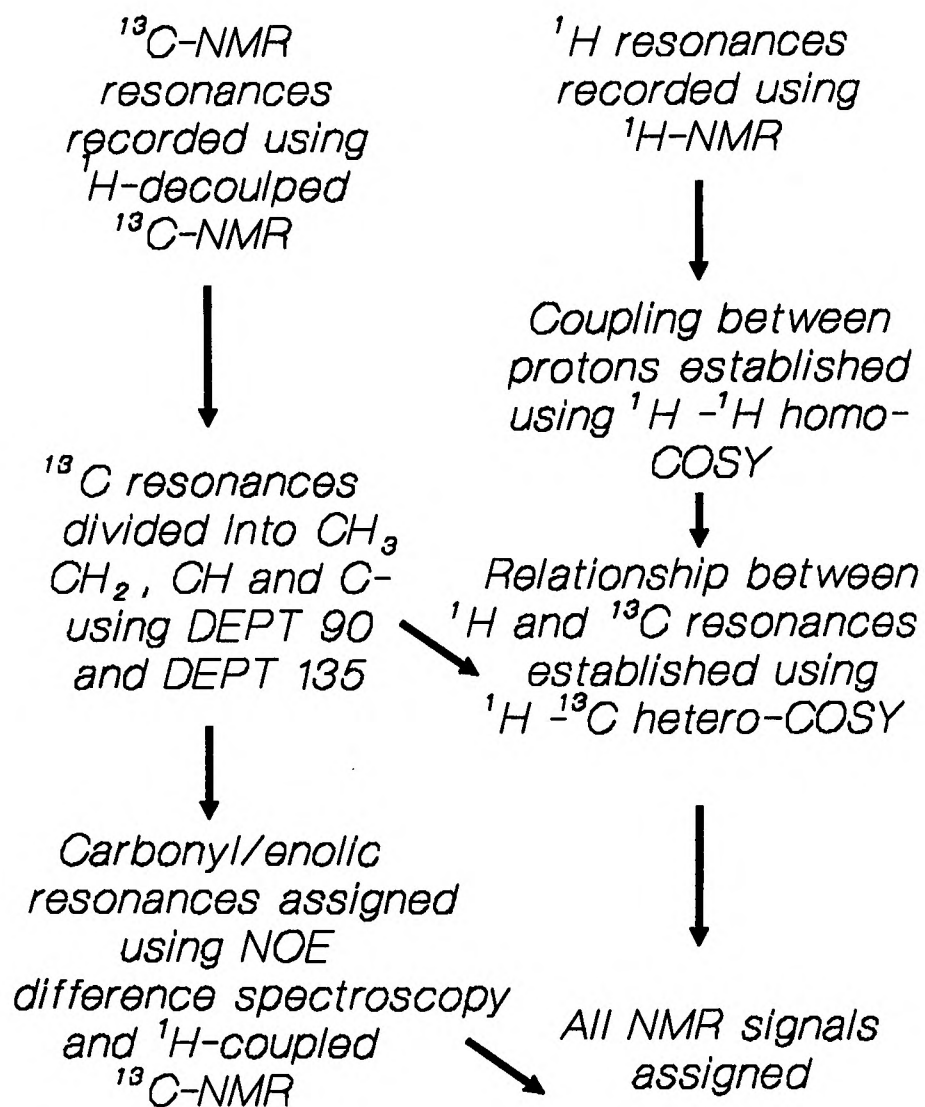 ¹³C-NMR
resonances
recorded using
¹H-decoulped
¹³C-NMR
¹³C resonances
divided into CH₃
CH₂, CH and C-
using DEPT 90
and DEPT 135
Carbonyl/enolic
resonances assigned
using NOE
difference spectroscopy
and ¹H-coupled
¹³C-NMR
¹H resonances
recorded using
¹H-NMR
Coupling between
protons established
using ¹H -¹H homo-
COSY
Relationship between
¹H and ¹³C resonances
established using
¹H -¹³C hetero-COSY
All NMR signals
assigned